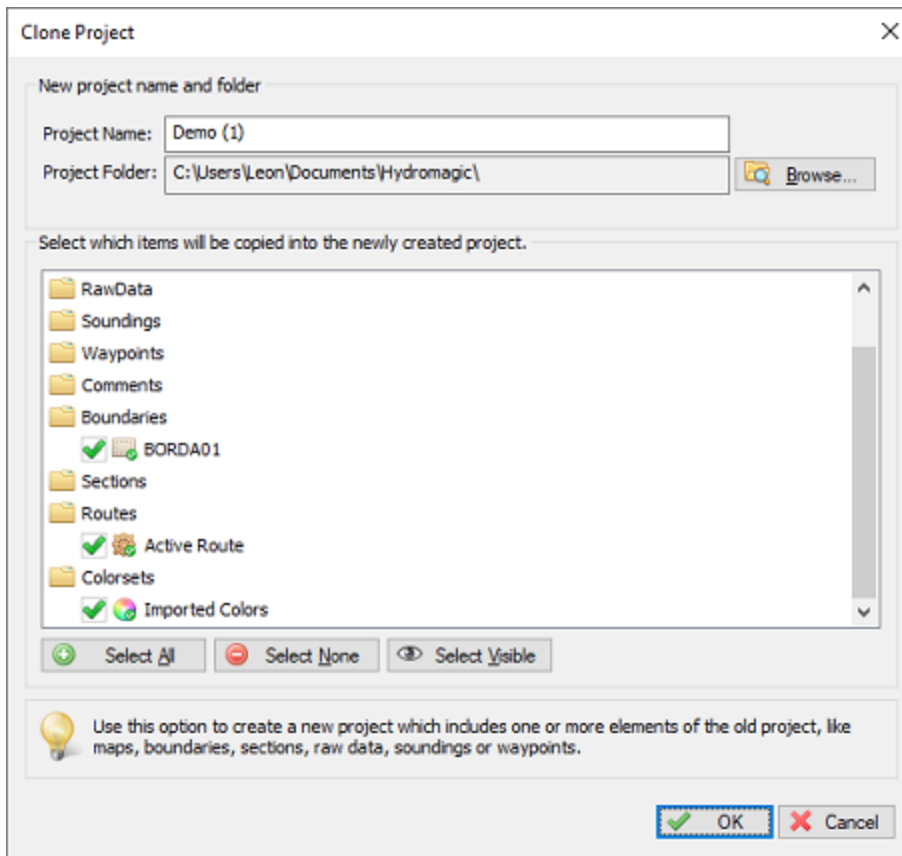 Clone Project
New project name and folder
Project Name: Demo (1)
Project Folder: C:\Users\Leon\Documents\Hydromagic\ Browse...
Select which items will be copied into the newly created project.
RawData
Soundings
Waypoints
Comments
Boundaries
BORDA01
Sections
Routes
Active Route
Colorsets
Imported Colors
Select All Select None Select Visible
Use this option to create a new project which includes one or more elements of the old project, like
maps, boundaries, sections, raw data, soundings or waypoints.
OK Cancel